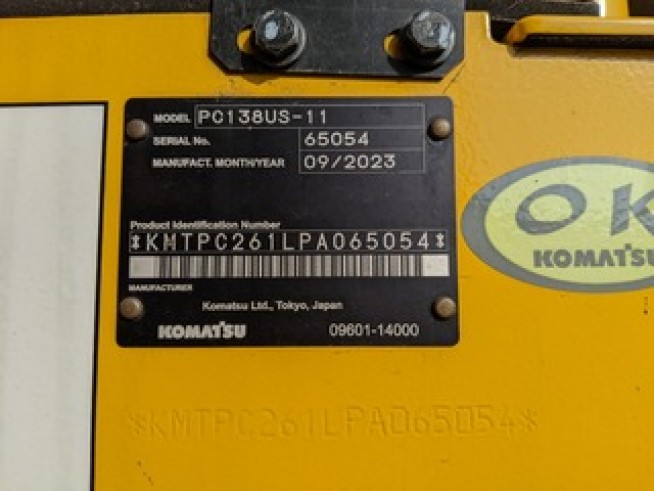 MODEL PC138US-11
SERIAL No. 65054
MANUFACT. MONTH/YEAR 09/2023
Product Identification Number
*KMTPC261LPA065054*
MANUFACTURER
Komatsu Ltd., Tokyo, Japan
KOMATSU 09601-14000
OK
KOMATSU
*KMTPC261LPA065054*